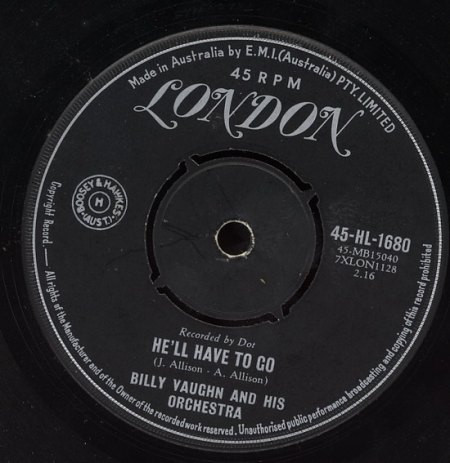 Made in Australia by E.M.I.(Australia) PTY. LIMITED
45 RPM
LONDON
BOOSEY & HAWKES
H
(AUST.)
45-HL-1680
45-MB15040
7XLON1128
2.16
Recorded by Dot
HE'LL HAVE TO GO
(J. Allison - A. Allison)
BILLY VAUGHN AND HIS
ORCHESTRA
Copyright Record. — All rights of the Manufacturer and of the Owner of the recorded work reserved. Unauthorised public performance broadcasting and copying of this record prohibited